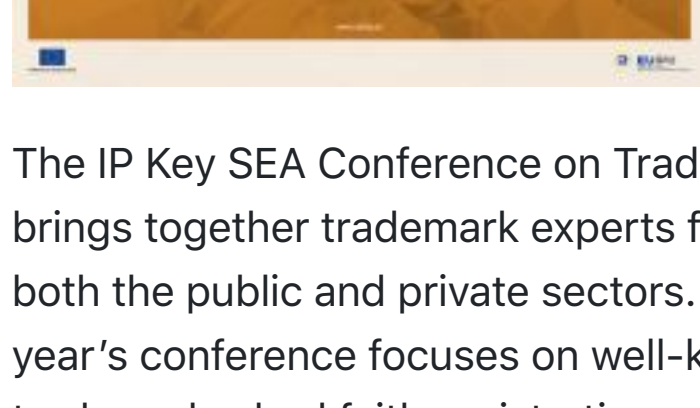 The IP Key SEA Conference on Trad
brings together trademark experts f
both the public and private sectors.
year’s conference focuses on well-k